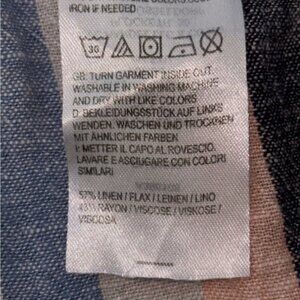 IRON IF NEEDED
30
GB: TURN GARMENT INSIDE OUT.
WASHABLE IN WASHING MACHINE
AND DRY WITH LIKE COLORS
D: BEKLEIDUNGSSTÜCK AUF LINKS
WENDEN. WASCHEN UND TROCKNEN
MIT ÄHNLICHEN FARBEN
I: METTER IL CAPO AL ROVESCIO.
LAVARE E ASCIUGARE CON COLORI
SIMILARI
57% LINEN / FLAX / LEINEN / LINO
43% RAYON / VISCOSE / VISKOSE /
VISCOSA